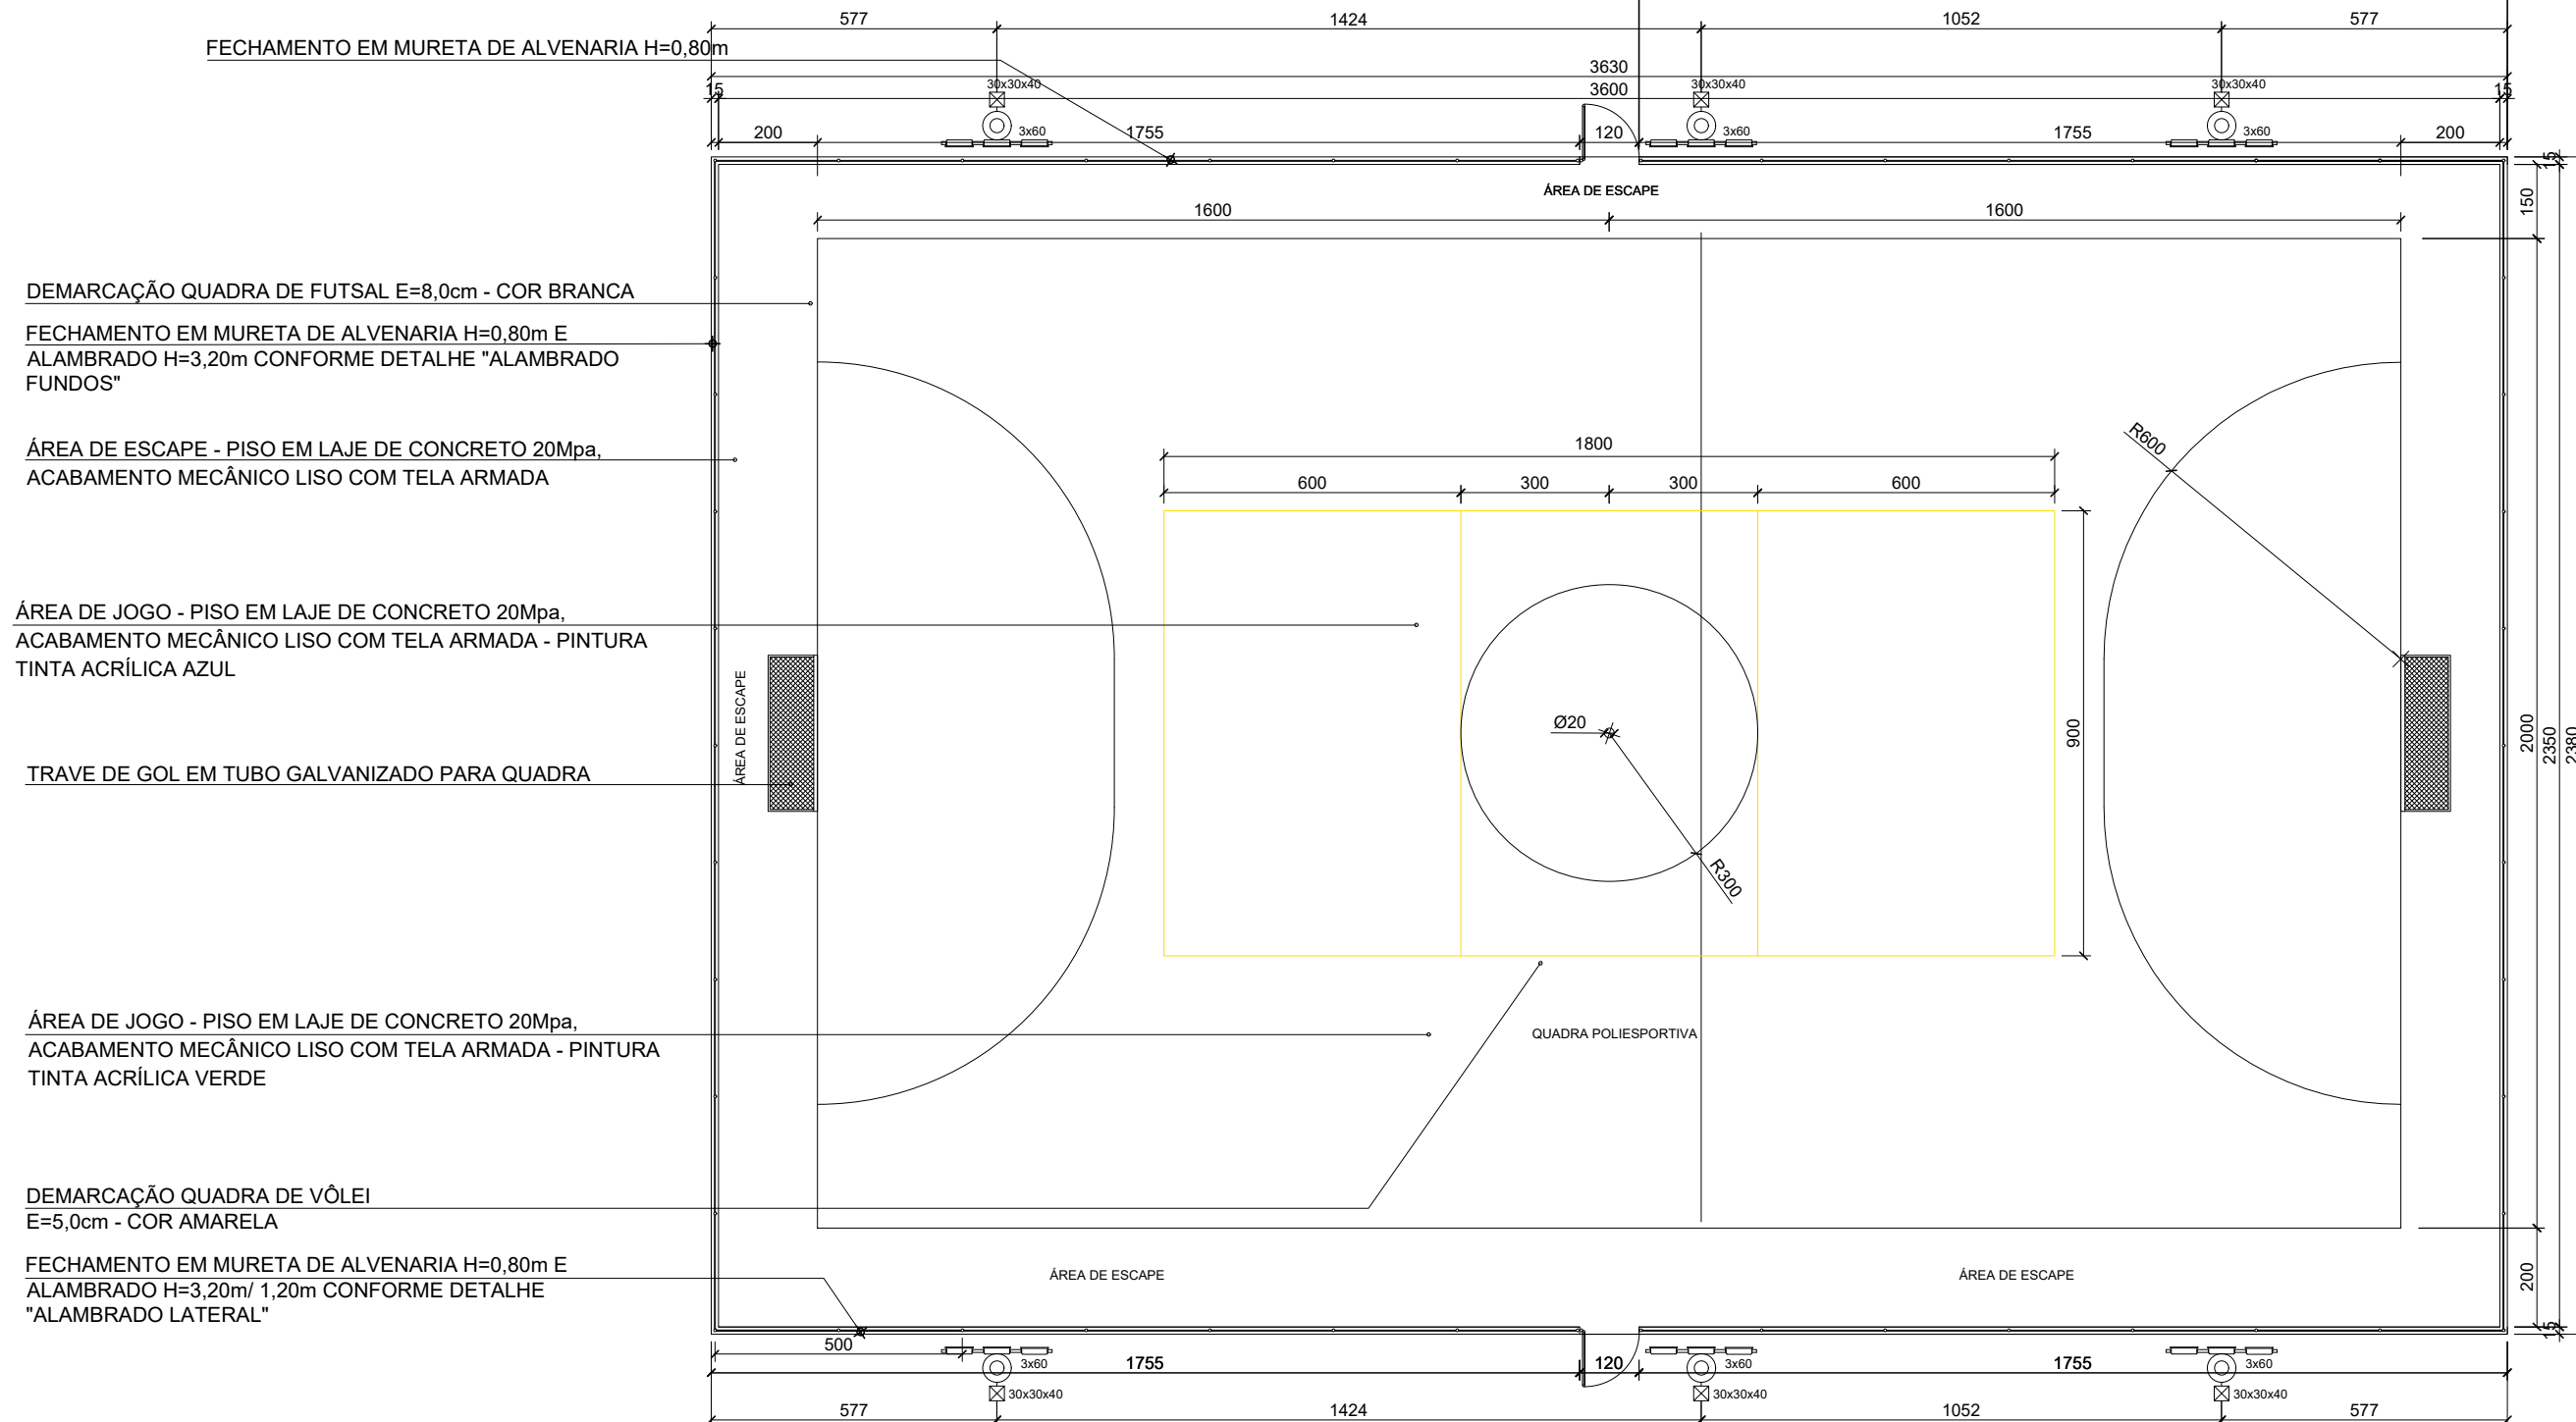 577
1424
1052
577
FECHAMENTO EM MURETA DE ALVENARIA H=0,80m
3630
30x30x40
30x30x40
30x30x40
15
3600
15
200
3x60
1755
120
3x60
1755
3x60
200
15
ÁREA DE ESCAPE
150
1600
1600
DEMARCAÇÃO QUADRA DE FUTSAL E=8,0cm - COR BRANCA
FECHAMENTO EM MURETA DE ALVENARIA H=0,80m E
ALAMBRADO H=3,20m CONFORME DETALHE "ALAMBRADO
FUNDOS"
ÁREA DE ESCAPE - PISO EM LAJE DE CONCRETO 20Mpa,
ACABAMENTO MECÂNICO LISO COM TELA ARMADA
R600
1800
600
300
300
600
ÁREA DE JOGO - PISO EM LAJE DE CONCRETO 20Mpa,
ACABAMENTO MECÂNICO LISO COM TELA ARMADA - PINTURA
TINTA ACRÍLICA AZUL
ÁREA DE ESCAPE
Ø20
900
2000
2350
2380
TRAVE DE GOL EM TUBO GALVANIZADO PARA QUADRA
R300
ÁREA DE JOGO - PISO EM LAJE DE CONCRETO 20Mpa,
ACABAMENTO MECÂNICO LISO COM TELA ARMADA - PINTURA
TINTA ACRÍLICA VERDE
QUADRA POLIESPORTIVA
DEMARCAÇÃO QUADRA DE VÔLEI
E=5,0cm - COR AMARELA
FECHAMENTO EM MURETA DE ALVENARIA H=0,80m E
ALAMBRADO H=3,20m/ 1,20m CONFORME DETALHE
"ALAMBRADO LATERAL"
ÁREA DE ESCAPE
ÁREA DE ESCAPE
200
15
500
3x60
1755
120
3x60
1755
3x60
30x30x40
30x30x40
30x30x40
577
1424
1052
577